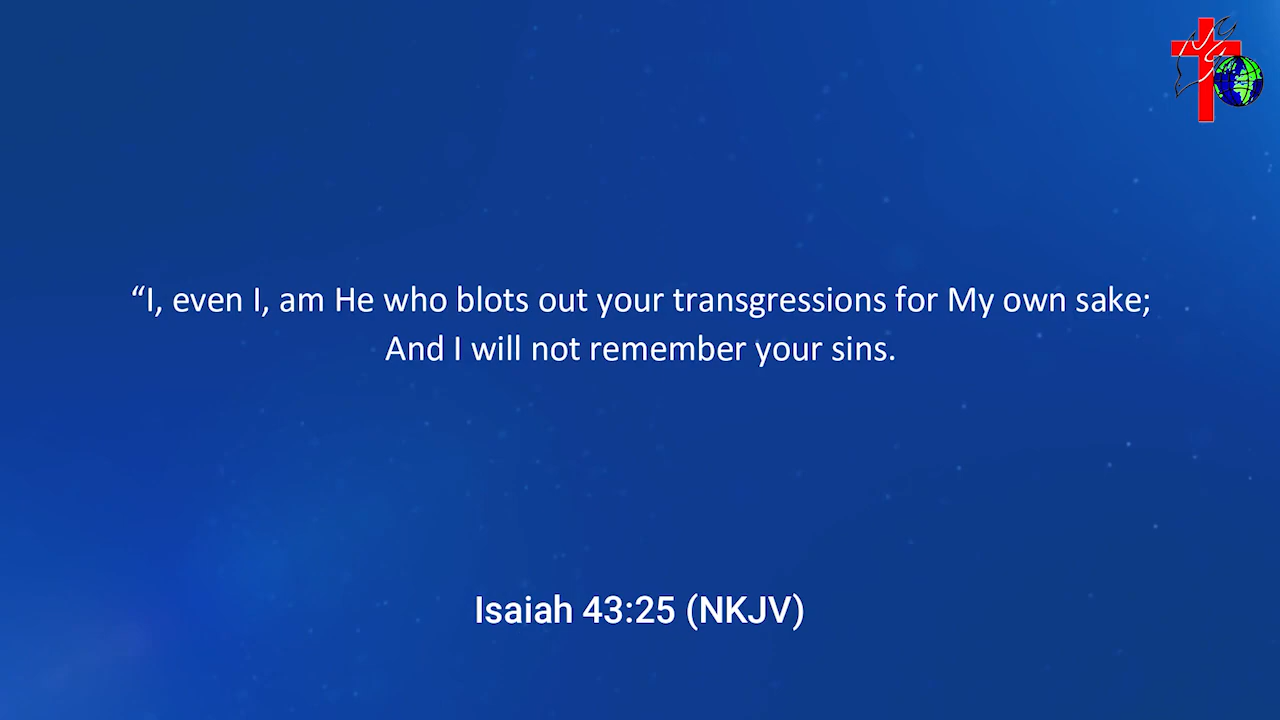 “I, even I, am He who blots out your transgressions for My own sake;
And I will not remember your sins.
Isaiah 43:25 (NKJV)